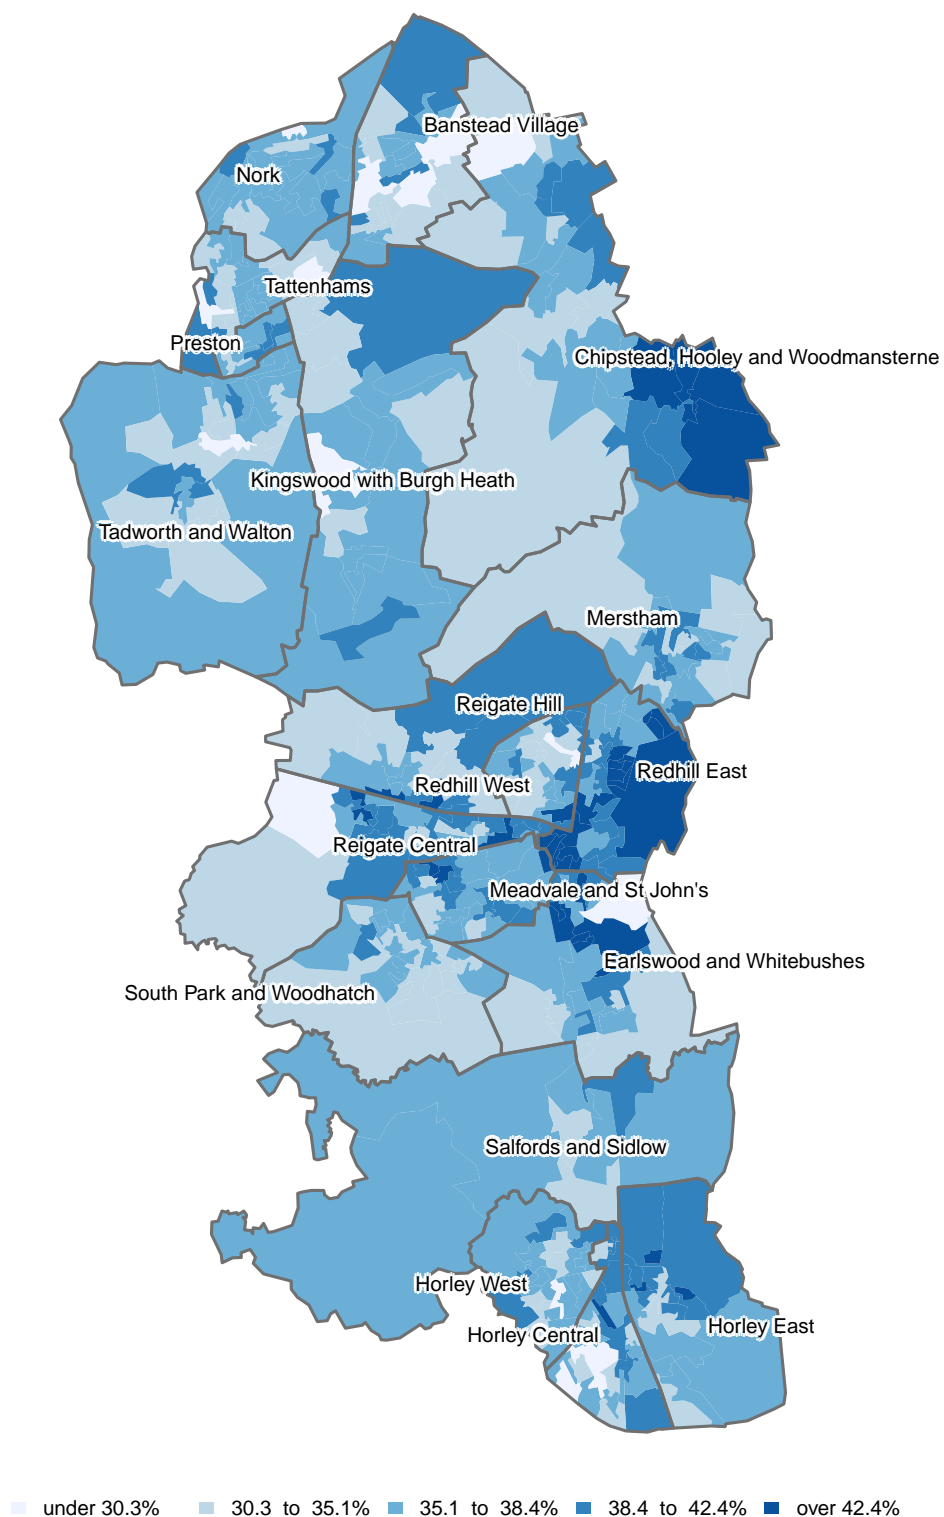 Banstead Village
Nork
Tattenhams
Preston
Chipstead, Hooley and Woodmansterne
Kingswood with Burgh Heath
Tadworth and Walton
Merstham
Reigate Hill
Redhill East
Redhill West
Reigate Central
Meadvale and St John's
Earlswood and Whitebushes
South Park and Woodhatch
Salfords and Sidlow
Horley West
Horley East
Horley Central
under 30.3% 30.3 to 35.1% 35.1 to 38.4% 38.4 to 42.4% over 42.4%